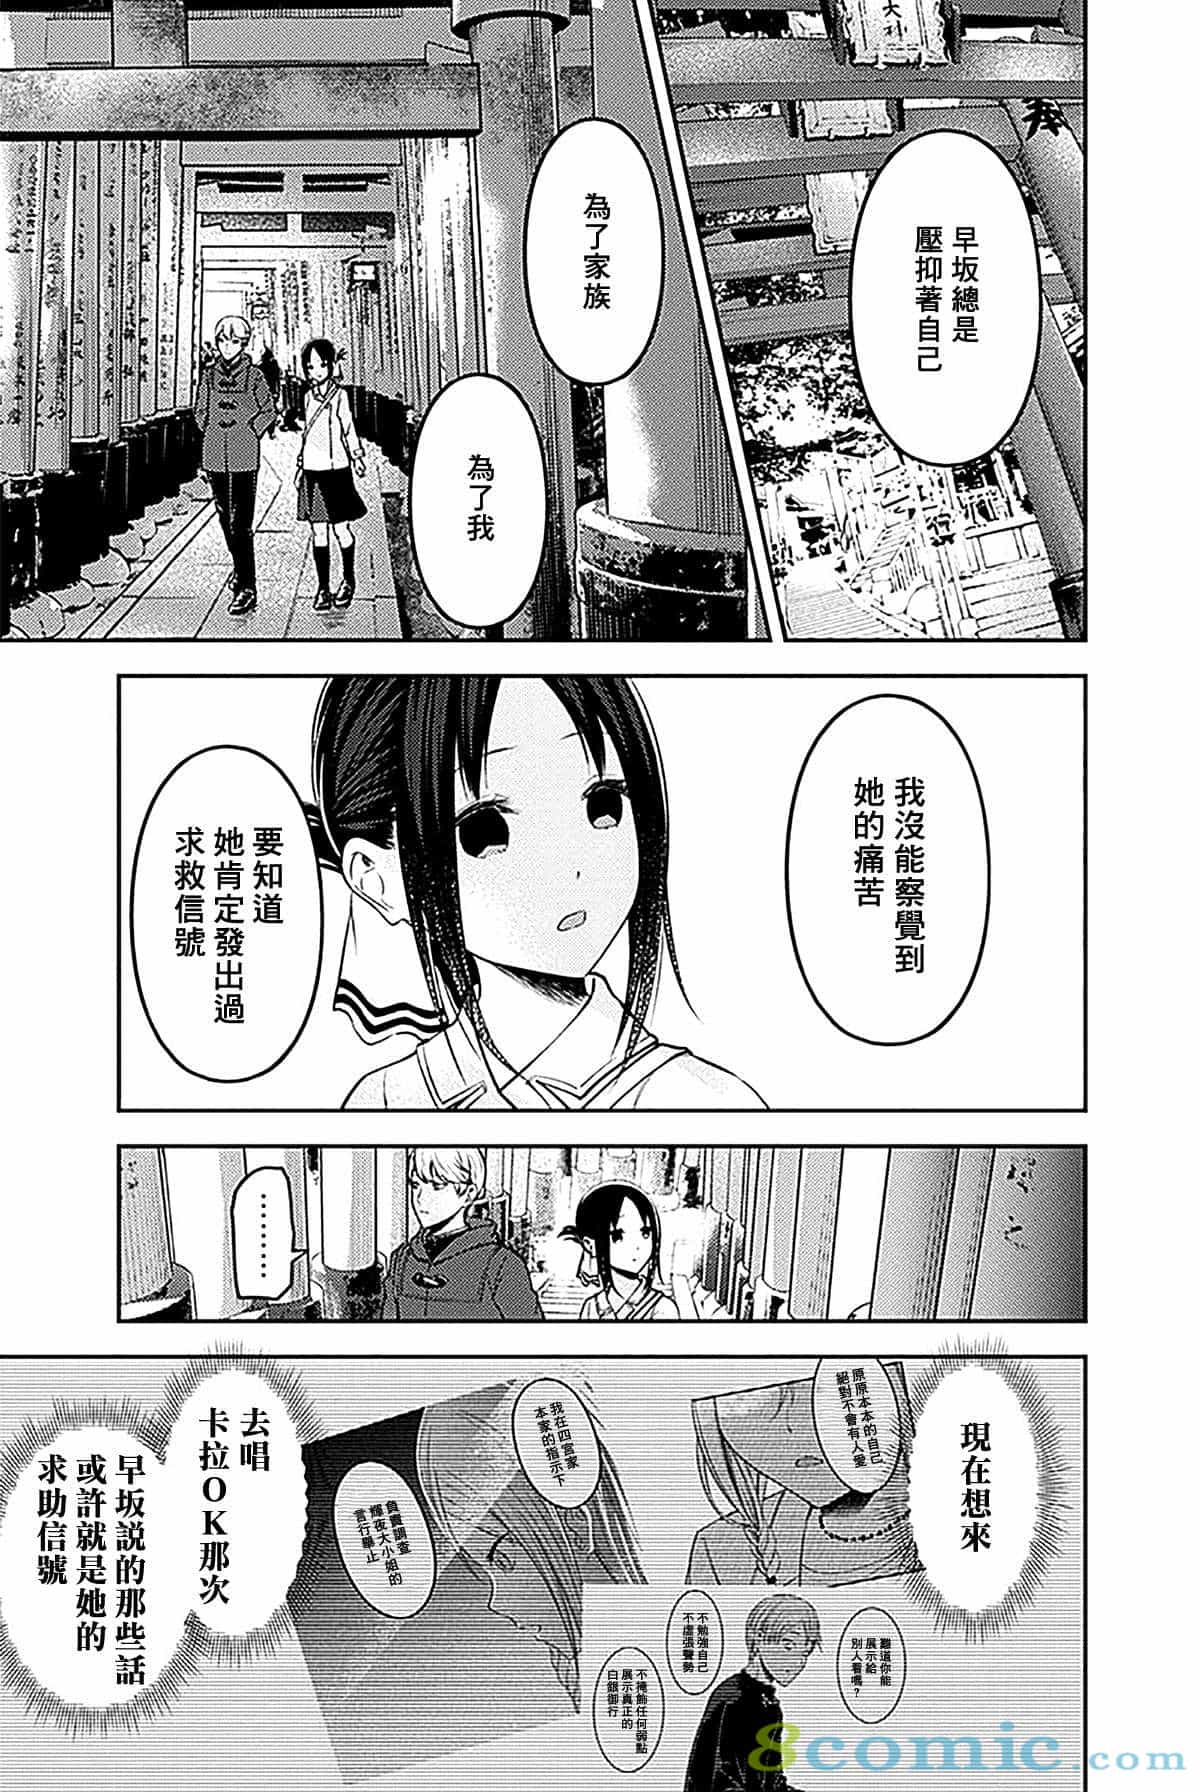 大利
奉
早坂總是
壓抑著自己
為了家族
為了我
我沒能察覺到
她的痛苦
要知道
她肯定發出過
求救信號
………
之
現在想來
原原本本的自己
絕對不會有人愛
我在四宮家
本家的指示下
負責調查
輝夜大小姐的
言行舉止
難道你能
展示給
別人看嗎？
不勉強自己
不虛張聲勢
不掩飾任何弱點
展示真正的
白銀御行
去唱
卡拉OK那次
早坂説的那些話
或許就是她的
求助信號
8comic.com